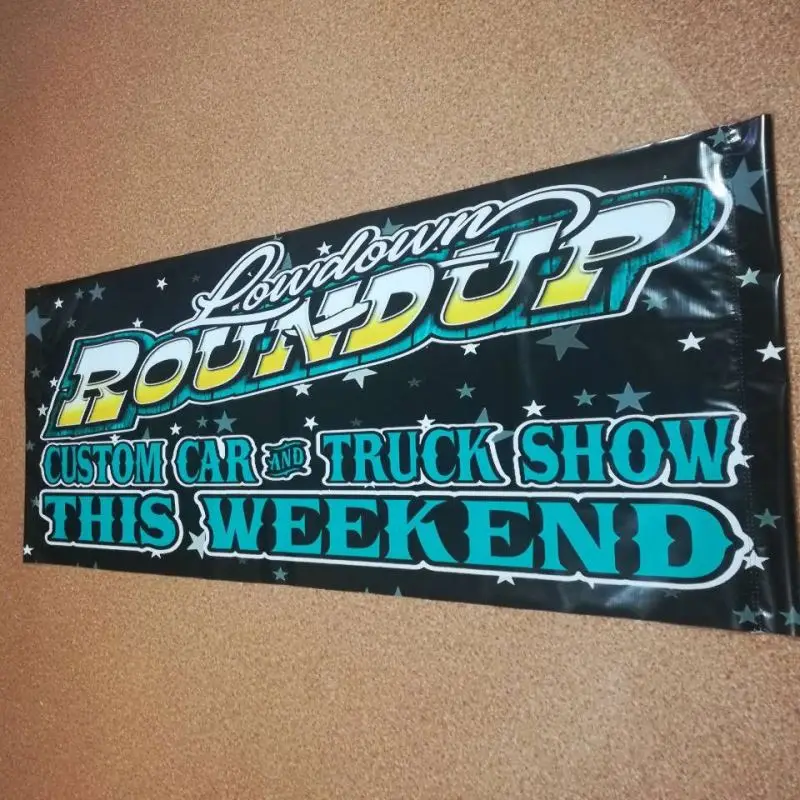 Lowdown
ROUNDUP
CUSTOM CAR AND TRUCK SHOW
THIS WEEKEND